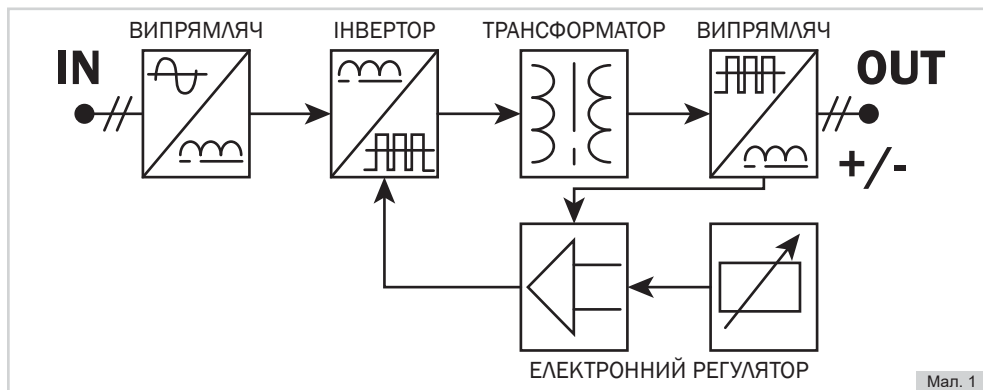 ВИПРЯМЛЯЧ ІНВЕРТОР ТРАНСФОРМАТОР ВИПРЯМЛЯЧ
IN
OUT
+/-
ЕЛЕКТРОННИЙ РЕГУЛЯТОР
Мал. 1